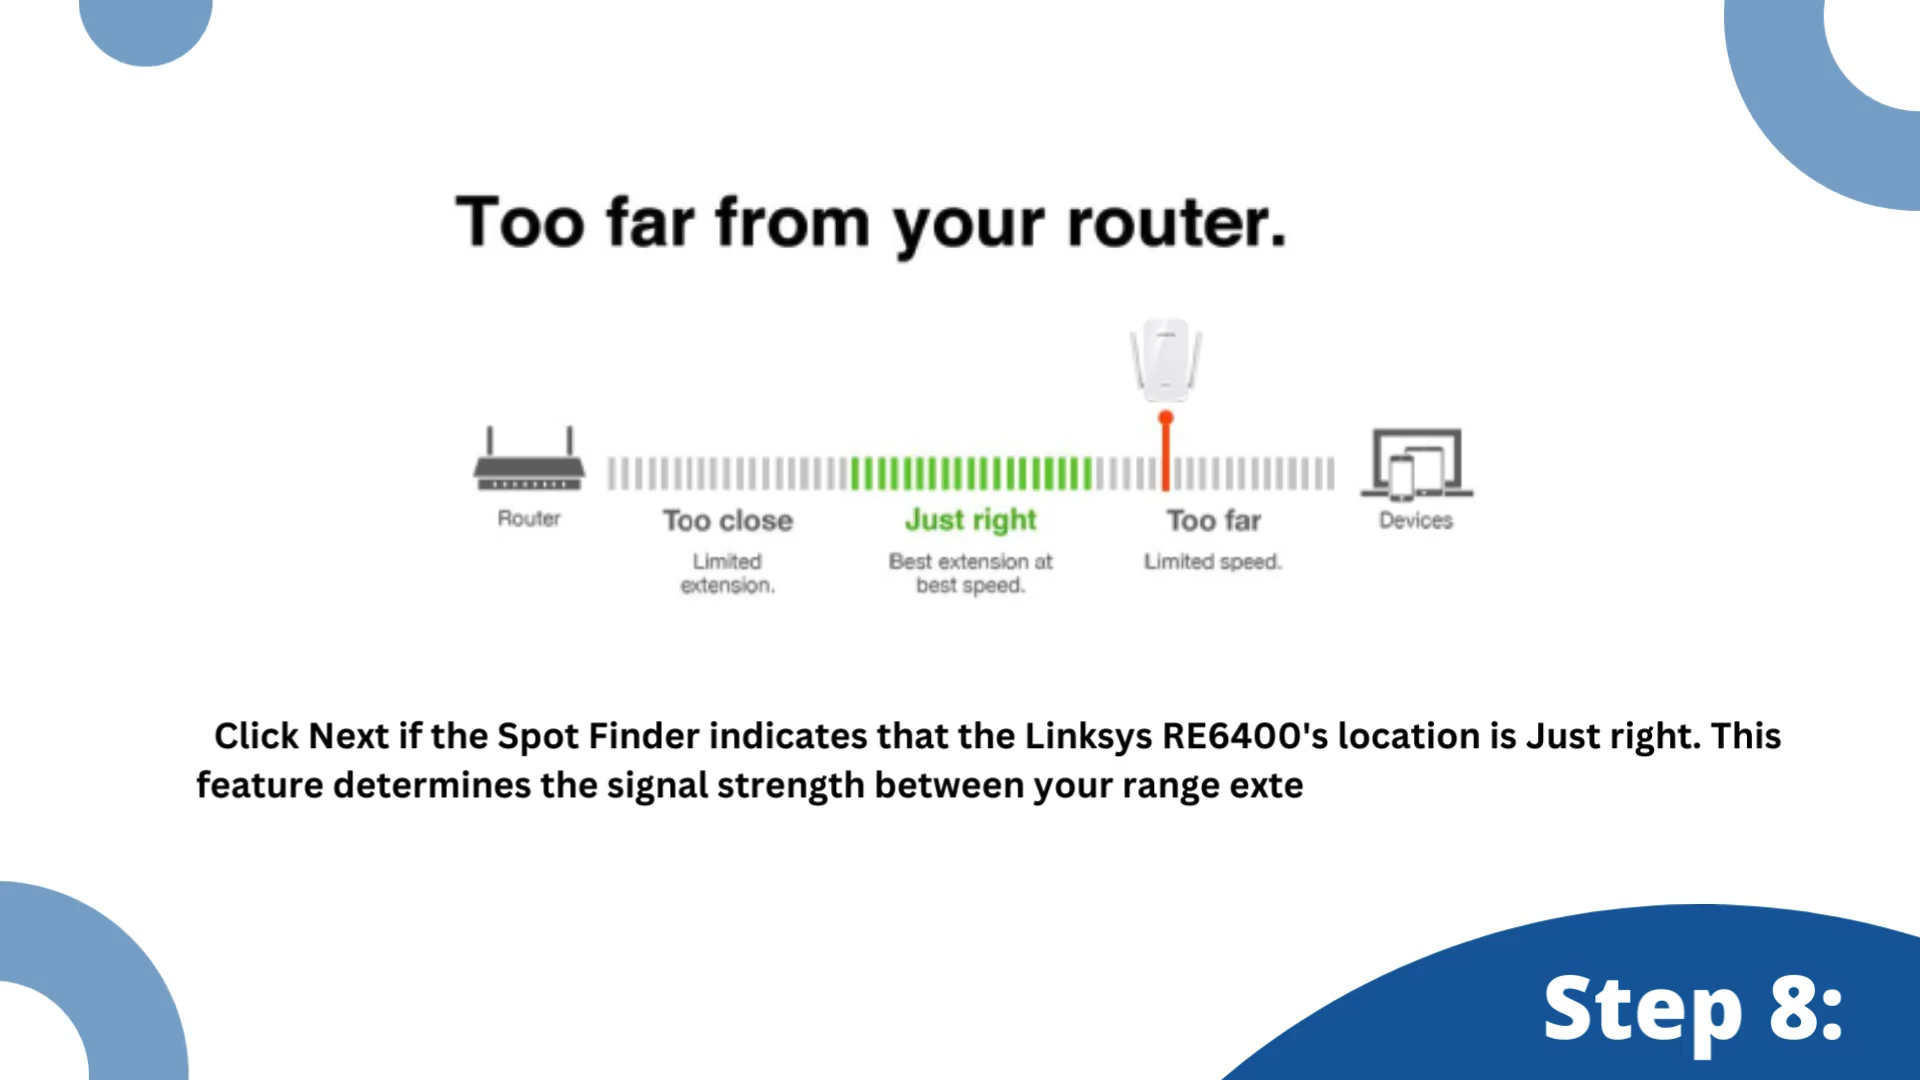 Too far from your router.
Router
Too close
Limited
extension.
Just right
Best extension at
best speed.
Too far
Limited speed.
Devices
Click Next if the Spot Finder indicates that the Linksys RE6400's location is Just right. This
feature determines the signal strength between your range exte
Step 8: